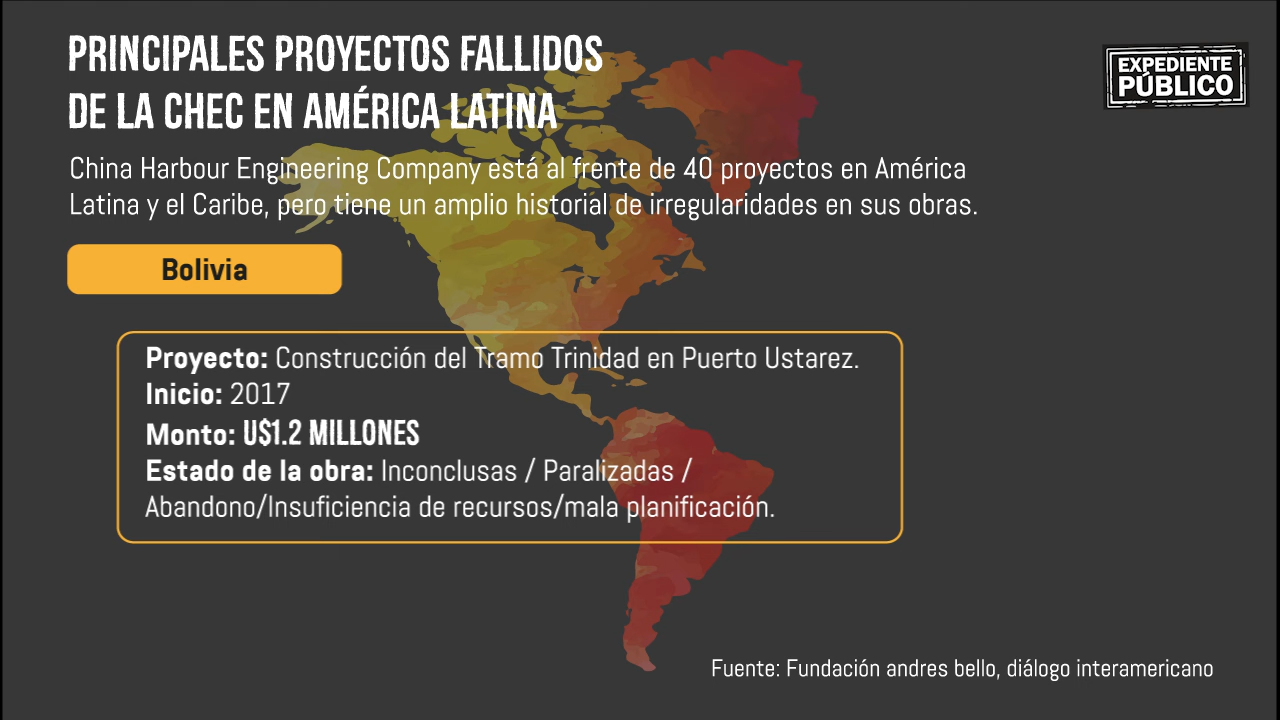 PRINCIPALES PROYECTOS FALLIDOS
DE LA CHEC EN AMÉRICA LATINA
EXPEDIENTE
PÚBLICO
China Harbour Engineering Company está al frente de 40 proyectos en América
Latina y el Caribe, pero tiene un amplio historial de irregularidades en sus obras.
Bolivia
Proyecto: Construcción del Tramo Trinidad en Puerto Ustarez.
Inicio: 2017
Monto: U$1.2 MILLONES
Estado de la obra: Inconclusas / Paralizadas /
Abandono/Insuficiencia de recursos/mala planificación.
Fuente: Fundación andres bello, diálogo interamericano